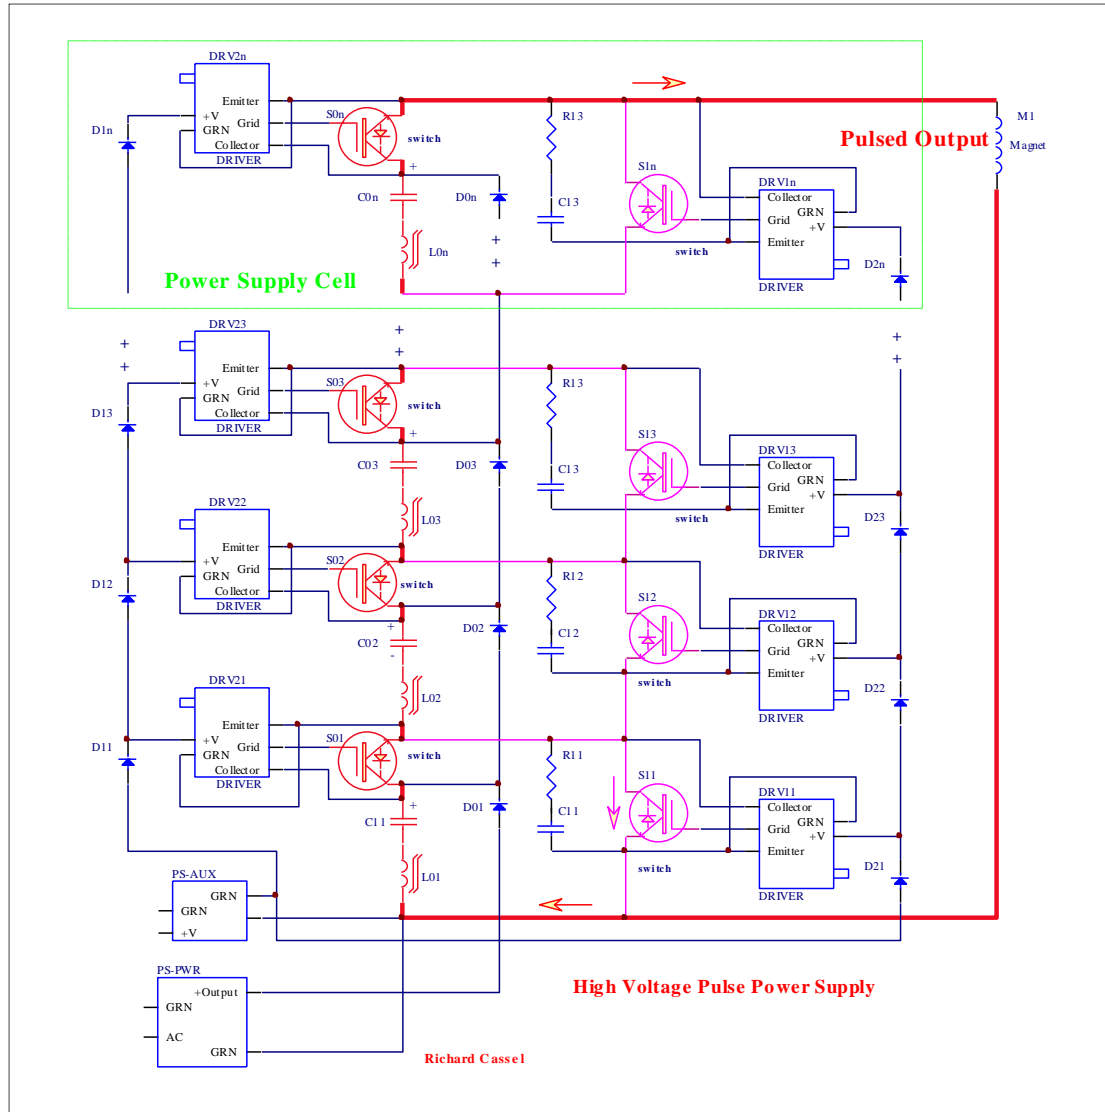 DRV2n
Emitter
+V
Grid
GRN
Collector
DRIVER
D1n
S0n
switch
+
C0n
D0n
L0n
+
+
R13
C13
S1n
switch
DRV1n
Collector
GRN
Grid
+V
Emitter
DRIVER
D2n
Pulsed Output
M1
Magnet
Power Supply Cell
+
+
DRV23
Emitter
+V
Grid
GRN
Collector
DRIVER
D13
+
+
S03
switch
+
C03
D03
L03
R13
C13
S13
switch
DRV13
Collector
GRN
Grid
+V
Emitter
DRIVER
D23
+
+
DRV22
Emitter
+V
Grid
GRN
Collector
DRIVER
D12
S02
switch
+
C02
-
D02
L02
R12
C12
S12
switch
DRV12
Collector
GRN
Grid
+V
Emitter
DRIVER
D22
DRV21
Emitter
+V
Grid
GRN
Collector
DRIVER
D11
S01
switch
+
C11
D01
L01
R11
C11
S11
switch
DRV11
Collector
GRN
Grid
+V
Emitter
DRIVER
D21
PS-AUX
GRN
GRN
+V
PS-PWR
+Output
GRN
AC
GRN
High Voltage Pulse Power Supply
Richard Cassel